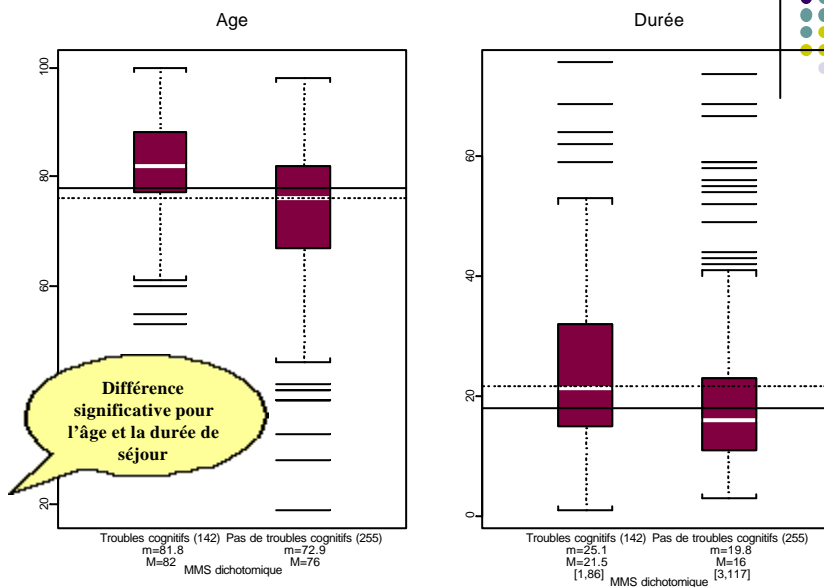 Age
100
80
60
20
Différence
significative pour
l'âge et la durée de
séjour
Troubles cognitifs (142) Pas de troubles cognitifs (255)
m=81.8 m=72.9
M=82 M=76
MMS dichotomique
Durée
60
40
20
0
Troubles cognitifs (142) Pas de troubles cognitifs (255)
m=25.1 m=19.8
M=21.5 M=16
[1,86] [3,117]
MMS dichotomique